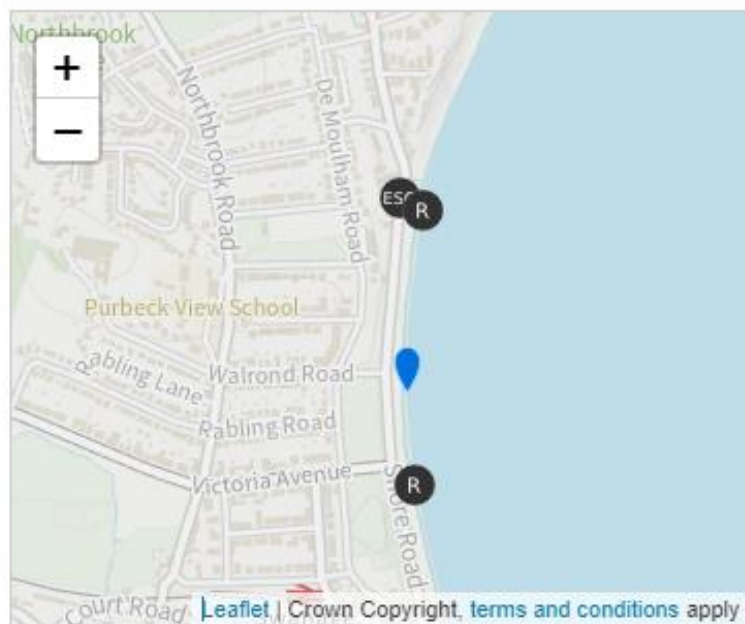 Northbrook
+
−
Northbrook Road
De Moulham Road
ESC
R
Purbeck View School
Rabling Lane
Walrond Road
Rabling Road
Victoria Avenue
R
Shore Road
Court Road
Leaflet | Crown Copyright, terms and conditions apply